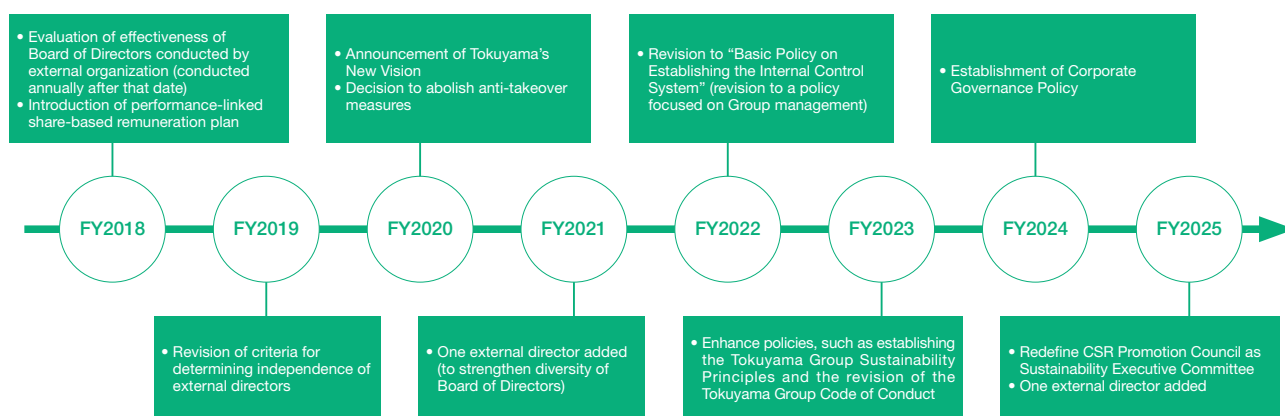 • Evaluation of effectiveness of
Board of Directors conducted by
external organization (conducted
annually after that date)
• Introduction of performance-linked
share-based remuneration plan
• Announcement of Tokuyama's
New Vision
• Decision to abolish anti-takeover
measures
• Revision to “Basic Policy on
Establishing the Internal Control
System” (revision to a policy
focused on Group management)
• Establishment of Corporate
Governance Policy
FY2018
FY2019
FY2020
FY2021
FY2022
FY2023
FY2024
FY2025
• Revision of criteria for
determining independence of
external directors
• One external director added
(to strengthen diversity of
Board of Directors)
• Enhance policies, such as establishing
the Tokuyama Group Sustainability
Principles and the revision of the
Tokuyama Group Code of Conduct
• Redefine CSR Promotion Council as
Sustainability Executive Committee
• One external director added